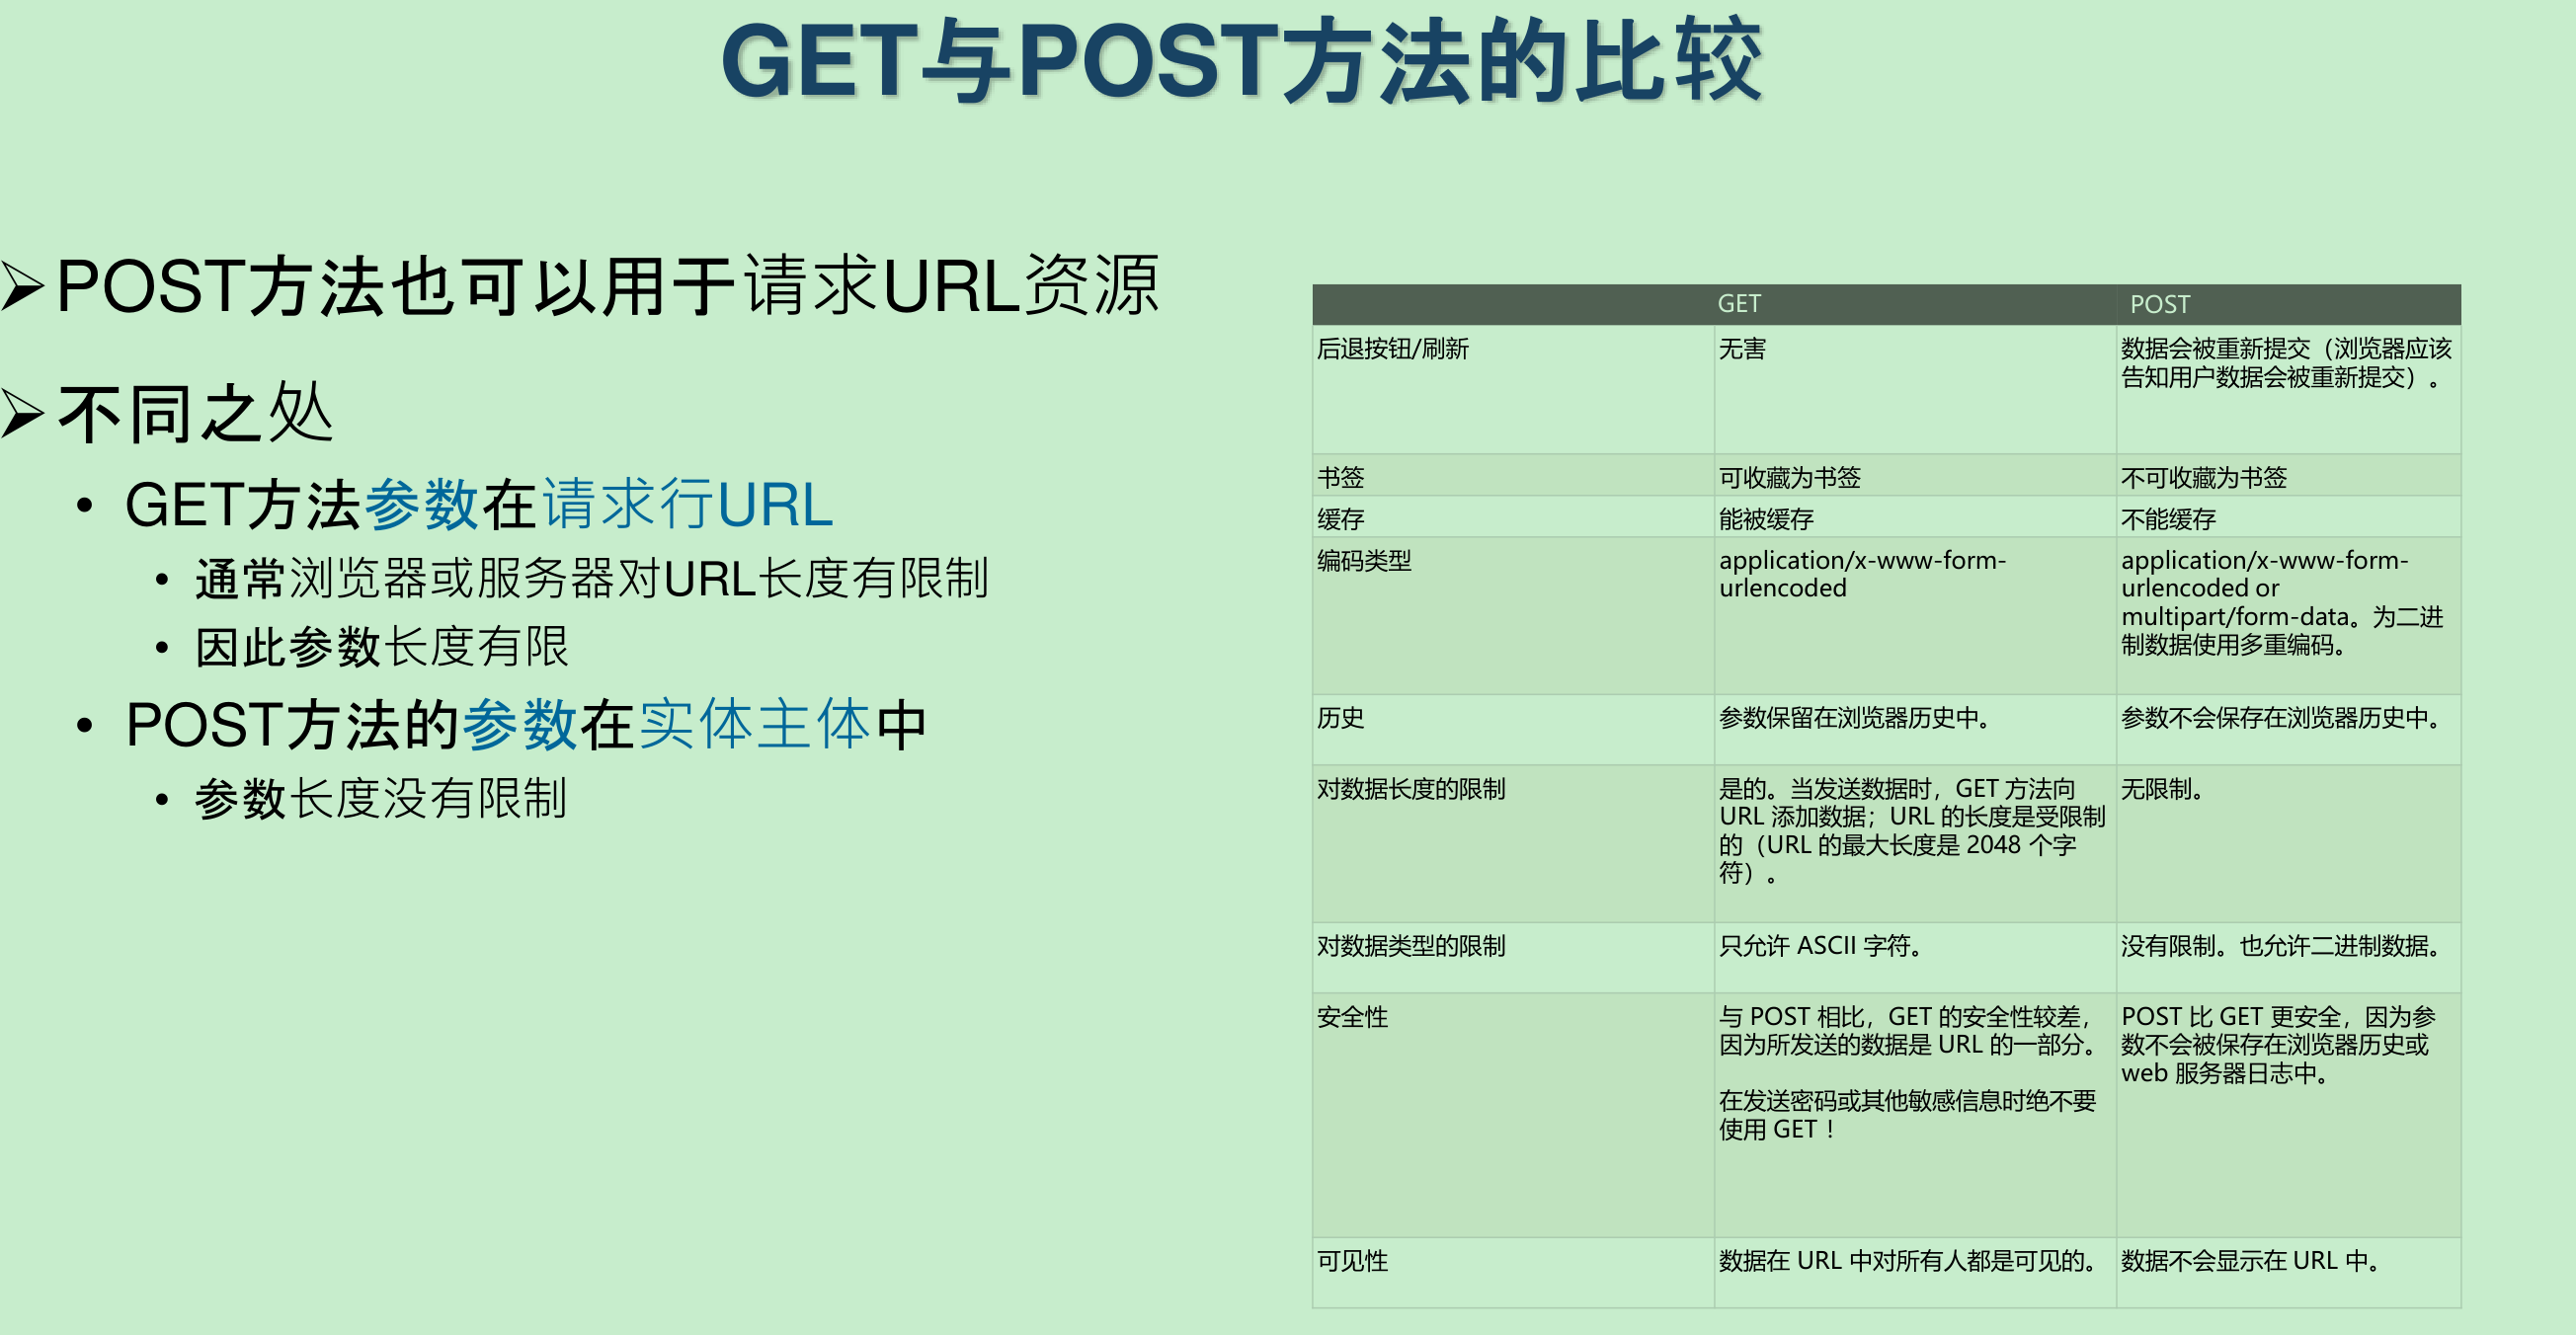 GET与POST方法的比较
➢POST方法也可以用于请求URL资源
➢不同之处
• GET方法参数在请求行URL
• 通常浏览器或服务器对URL长度有限制
• 因此参数长度有限
• POST方法的参数在实体主体中
• 参数长度没有限制
GET POST
后退按钮/刷新 无害 数据会被重新提交（浏览器应该
告知用户数据会被重新提交）。
书签 可收藏为书签 不可收藏为书签
缓存 能被缓存 不能缓存
编码类型 application/x-www-form- application/x-www-form-
urlencoded urlencoded or
multipart/form-data。为二进
制数据使用多重编码。
历史 参数保留在浏览器历史中。 参数不会保存在浏览器历史中。
对数据长度的限制 是的。当发送数据时，GET 方法向 无限制。
URL 添加数据；URL 的长度是受限制
的（URL 的最大长度是 2048 个字
符）。
对数据类型的限制 只允许 ASCII 字符。 没有限制。也允许二进制数据。
安全性 与 POST 相比，GET 的安全性较差， POST 比 GET 更安全，因为参
因为所发送的数据是 URL 的一部分。 数不会被保存在浏览器历史或
web 服务器日志中。
在发送密码或其他敏感信息时绝不要
使用 GET ！
可见性 数据在 URL 中对所有人都是可见的。 数据不会显示在 URL 中。